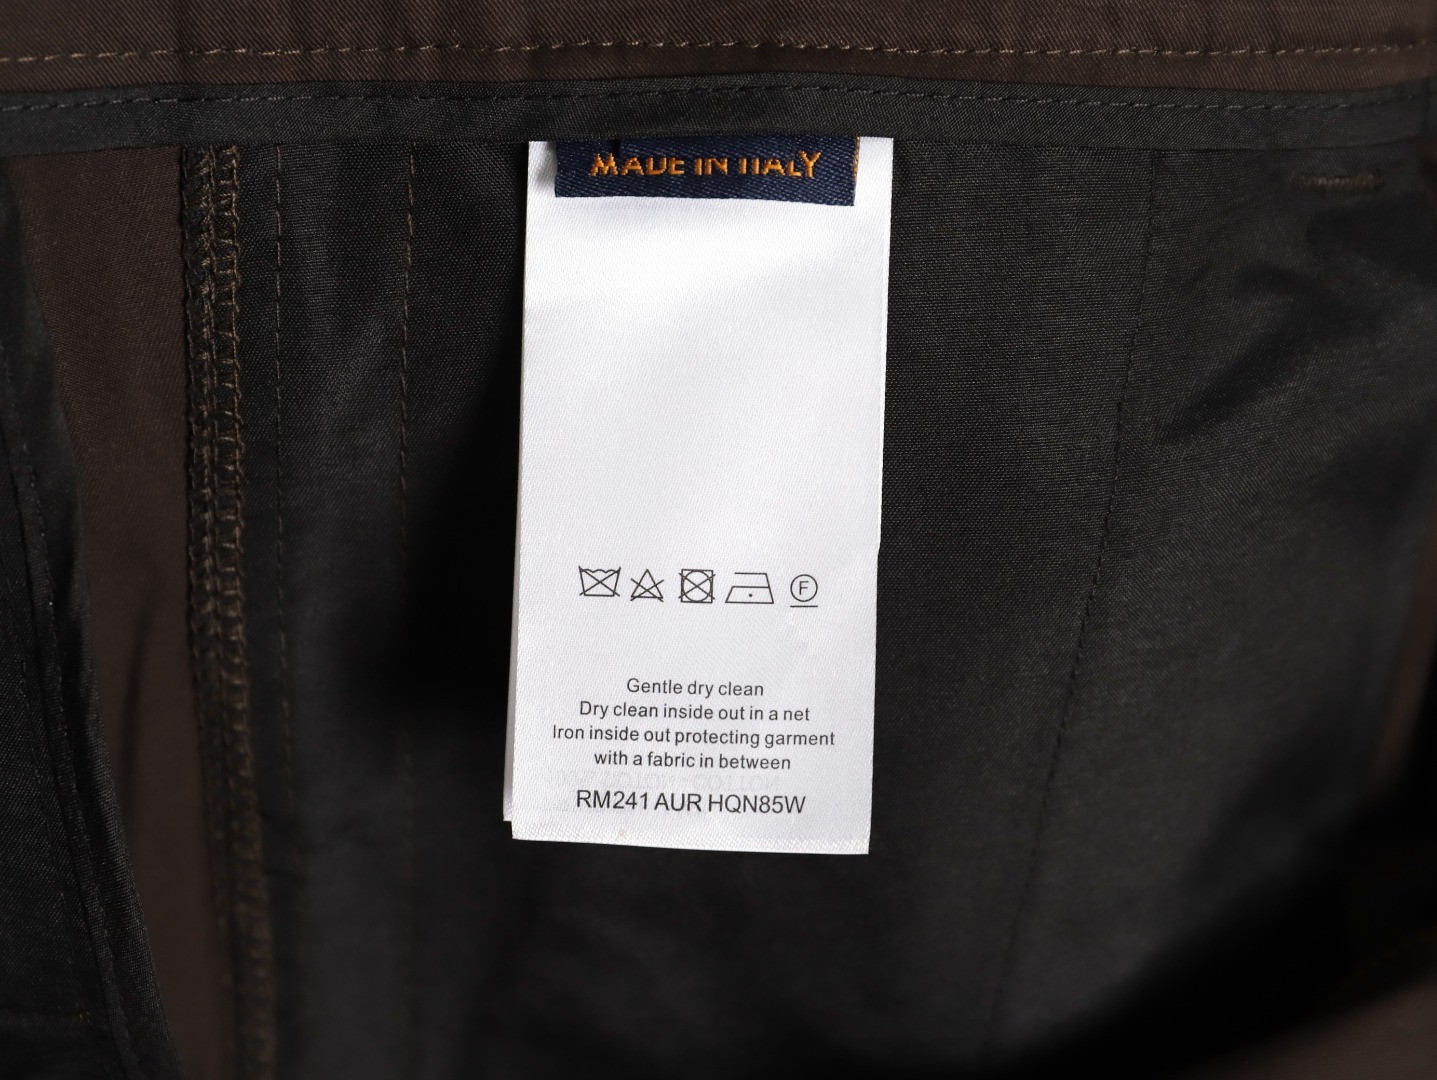 MADE IN ITALY
F
Gentle dry clean
Dry clean inside out in a net
Iron inside out protecting garment
with a fabric in between
RM241 AUR HQN85W